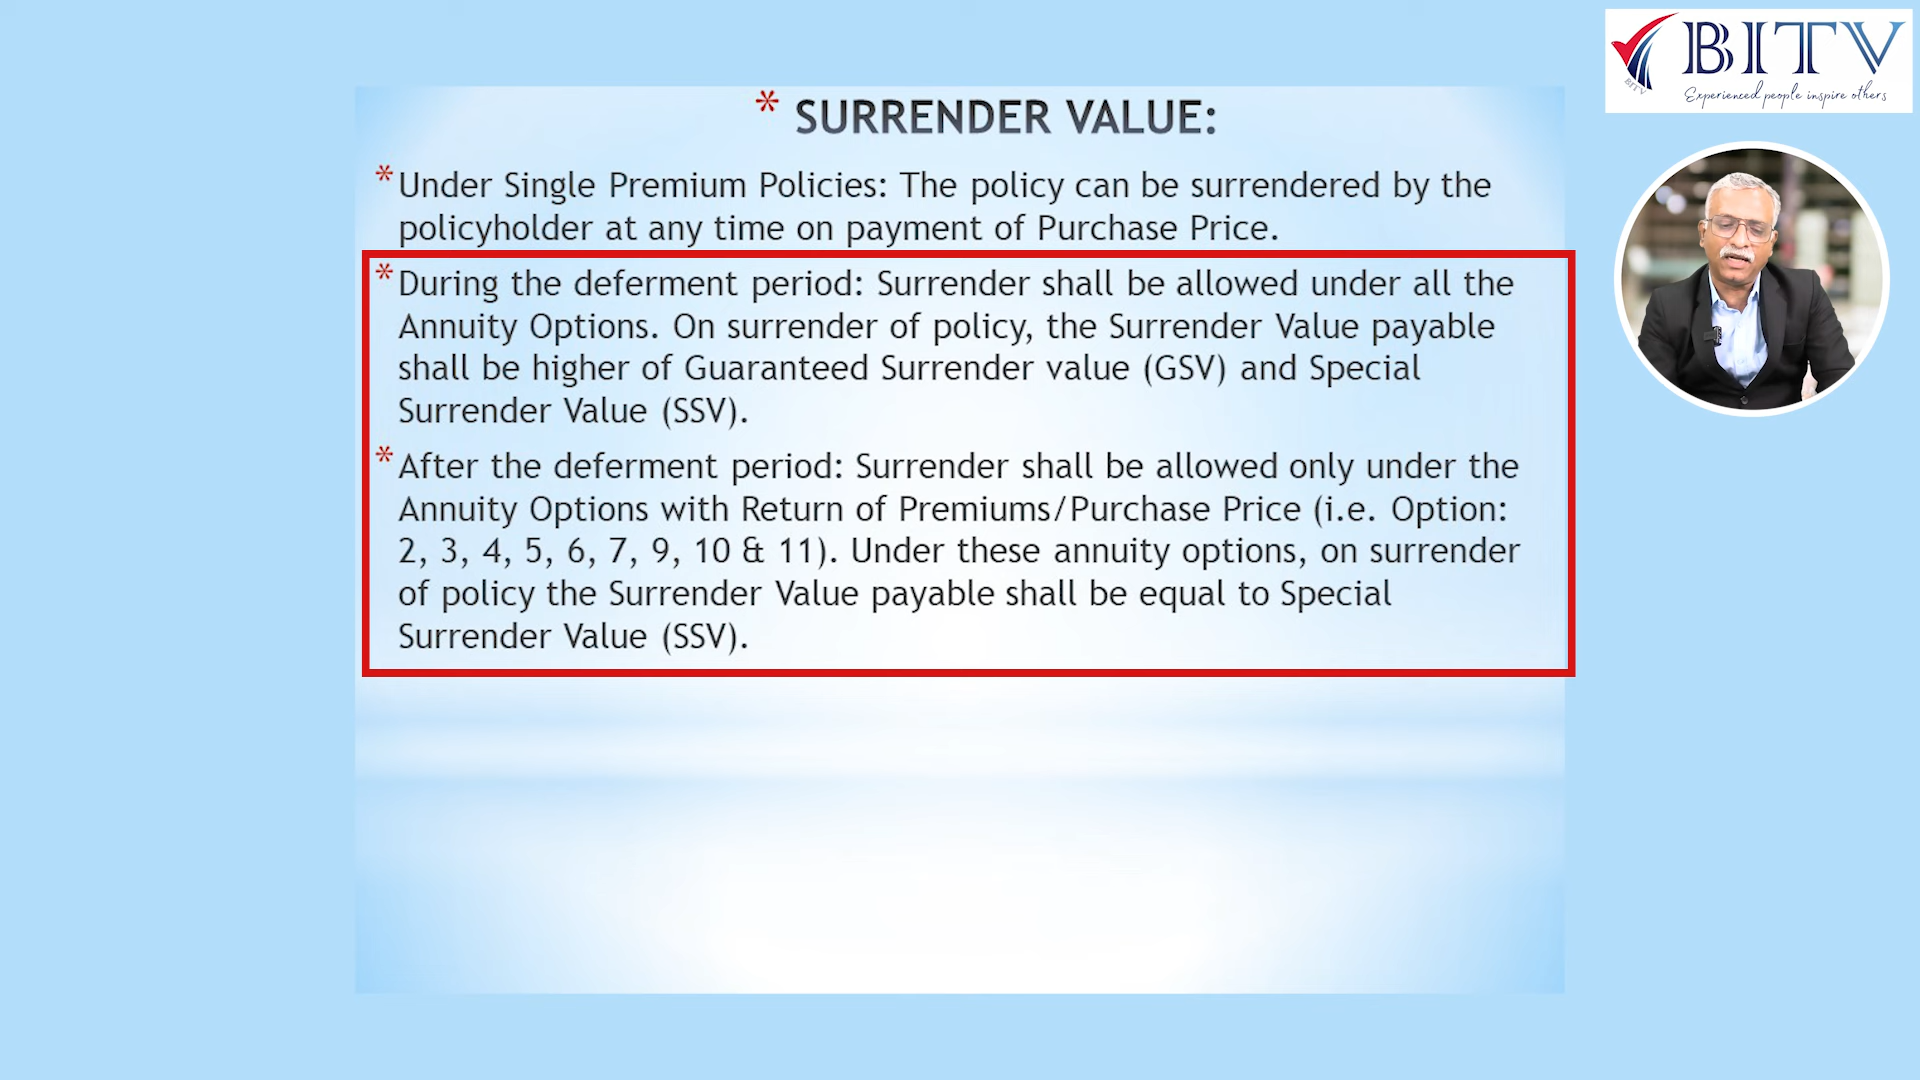 BITV
Experienced people inspire others
BITV
* SURRENDER VALUE:
* Under Single Premium Policies: The policy can be surrendered by the
policyholder at any time on payment of Purchase Price.
* During the deferment period: Surrender shall be allowed under all the
Annuity Options. On surrender of policy, the Surrender Value payable
shall be higher of Guaranteed Surrender value (GSV) and Special
Surrender Value (SSV).
* After the deferment period: Surrender shall be allowed only under the
Annuity Options with Return of Premiums/Purchase Price (i.e. Option:
2, 3, 4, 5, 6, 7, 9, 10 & 11). Under these annuity options, on surrender
of policy the Surrender Value payable shall be equal to Special
Surrender Value (SSV).